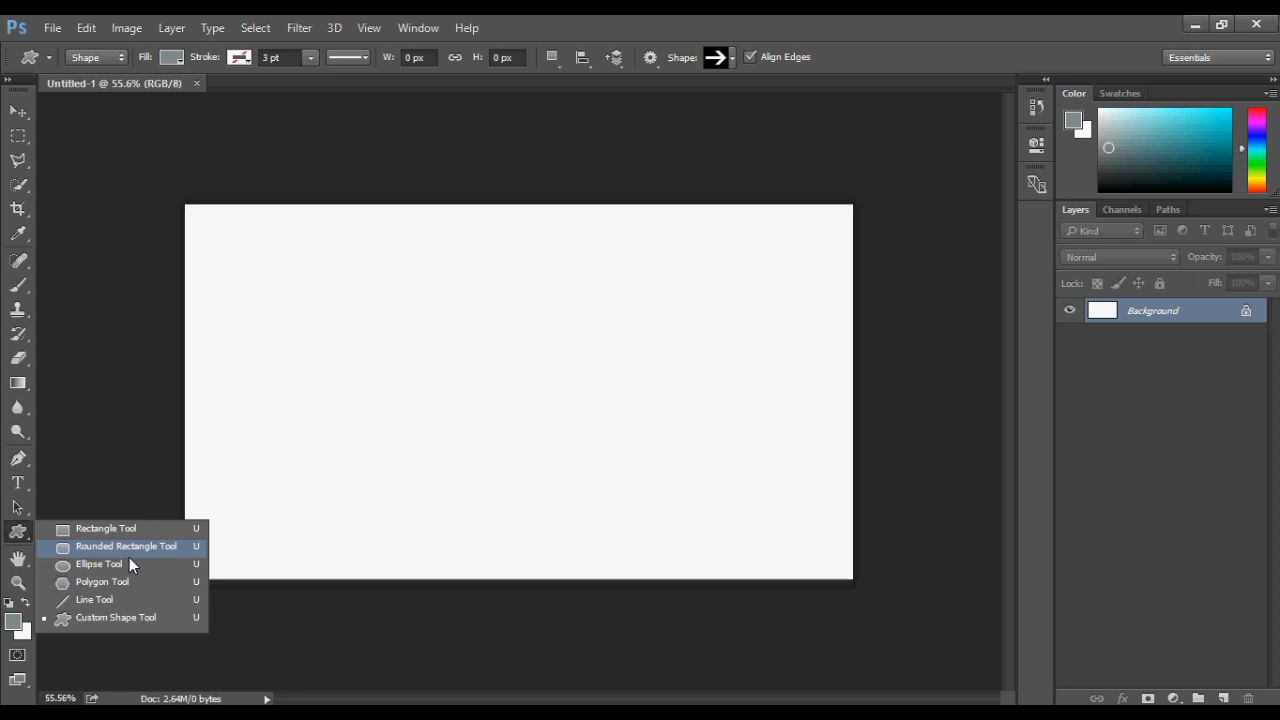 Ps File Edit Image Layer Type Select Filter 3D View Window Help
Shape Fill: Stroke: 3 pt W: 0 px H: 0 px Shape: Align Edges Essentials
Untitled-1 @ 55.6% (RGB/8) ×
Color Swatches
Layers Channels Paths
Kind T
Normal Opacity: 100%
Lock: Fill: 100%
Background
T
Rectangle Tool U
Rounded Rectangle Tool U
Ellipse Tool U
Polygon Tool U
Line Tool U
Custom Shape Tool U
55.56% Doc: 2.64M/0 bytes fx